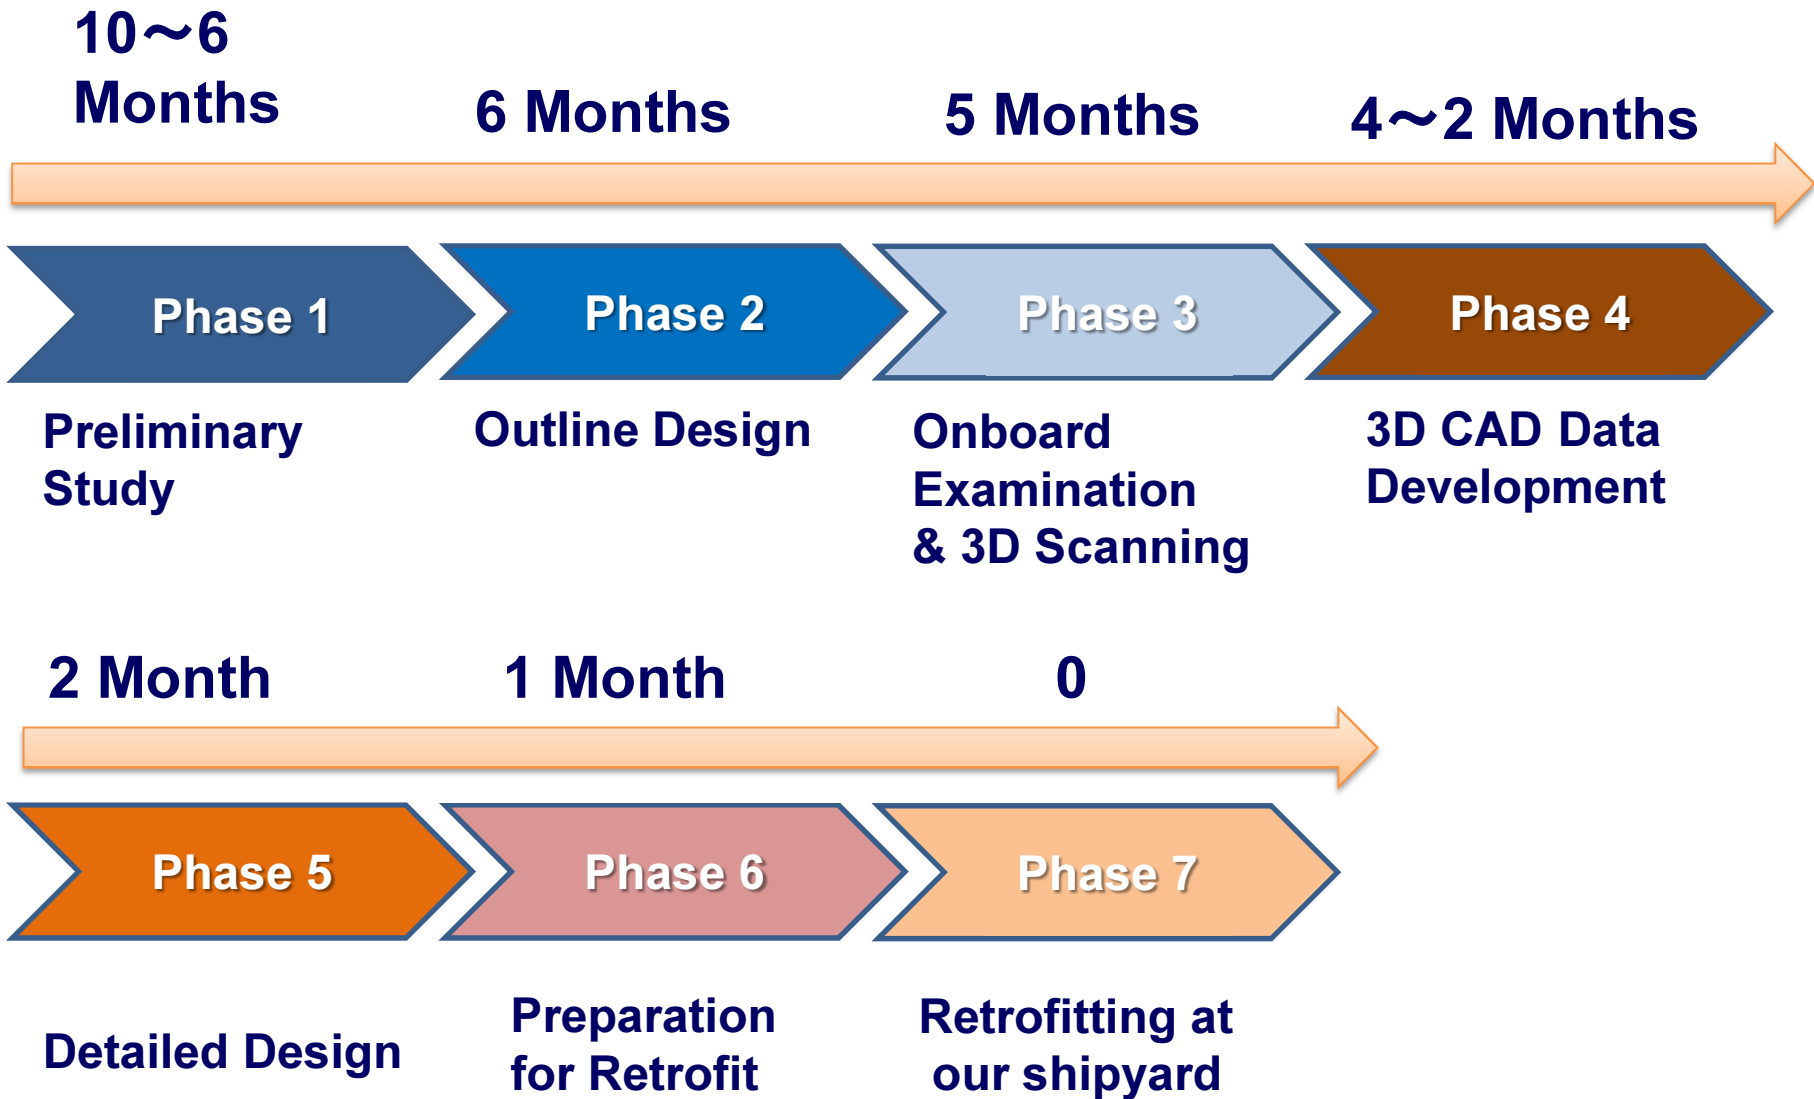 10～6
Months
6 Months
5 Months
4～2 Months
Phase 1
Phase 2
Phase 3
Phase 4
Preliminary
Study
Outline Design
Onboard
Examination
& 3D Scanning
3D CAD Data
Development
2 Month
1 Month
0
Phase 5
Phase 6
Phase 7
Detailed Design
Preparation
for Retrofit
Retrofitting at
our shipyard